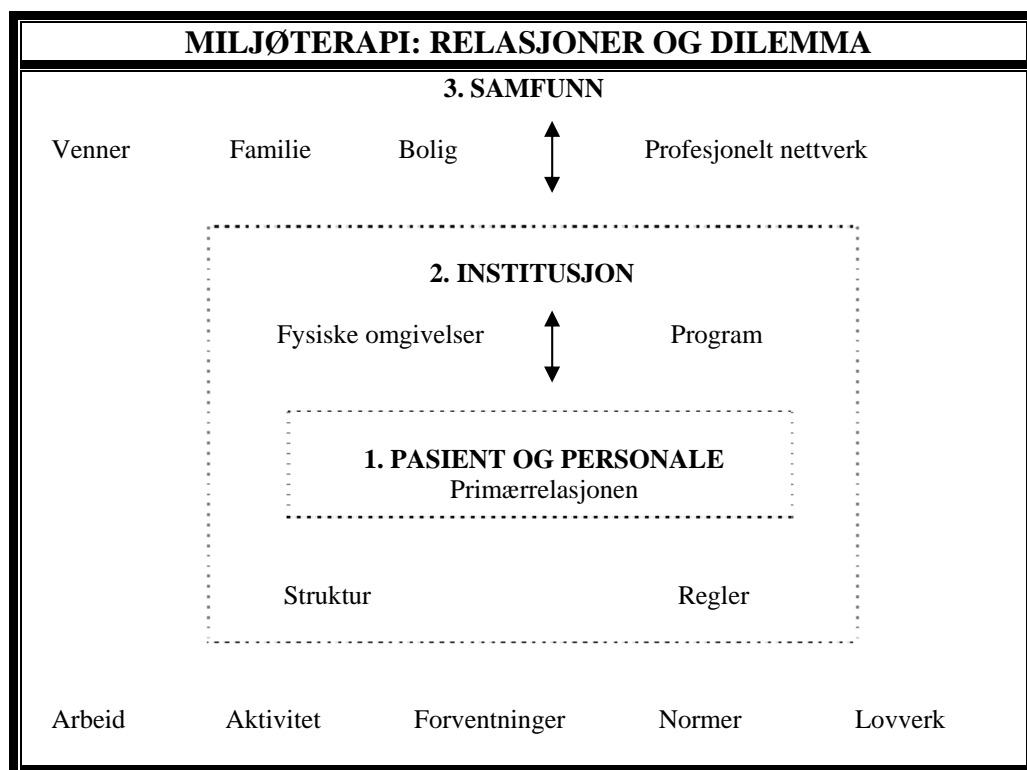 MILJØTERAPI: RELASJONER OG DILEMMA
3. SAMFUNN
Venner Familie Bolig Profesjonelt nettverk
2. INSTITUSJON
Fysiske omgivelser Program
1. PASIENT OG PERSONALE
Primærrelasjonen
Struktur Regler
Arbeid Aktivitet Forventninger Normer Lovverk